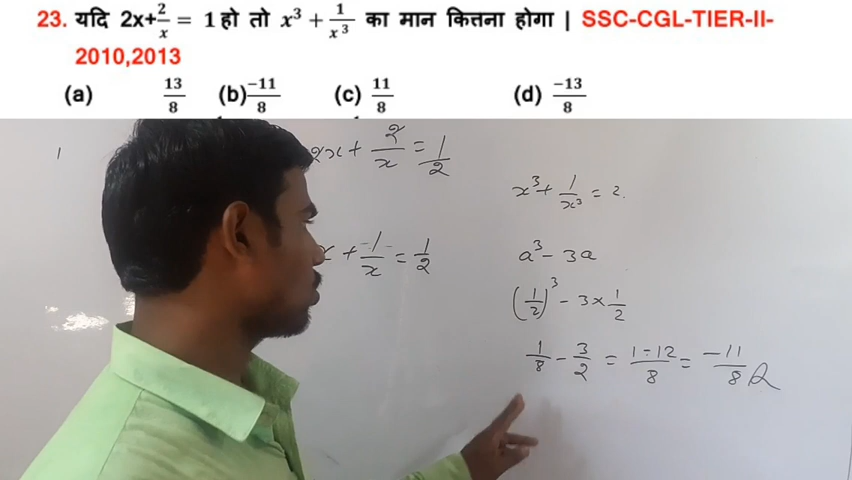 23. यदि 2x+2/x = 1 हो तो x³ + 1/x³ का मान कितना होगा | SSC-CGL-TIER-II-
2010,2013
(a) 13/8 (b) -11/8 (c) 11/8 (d) -13/8
2x + 2/x = 1/2
x³ + 1/x³ = ?
x + 1/x = 1/2
a³ - 3a
(1/2)³ - 3 × 1/2
1/8 - 3/2 = 1-12/8 = -11/8